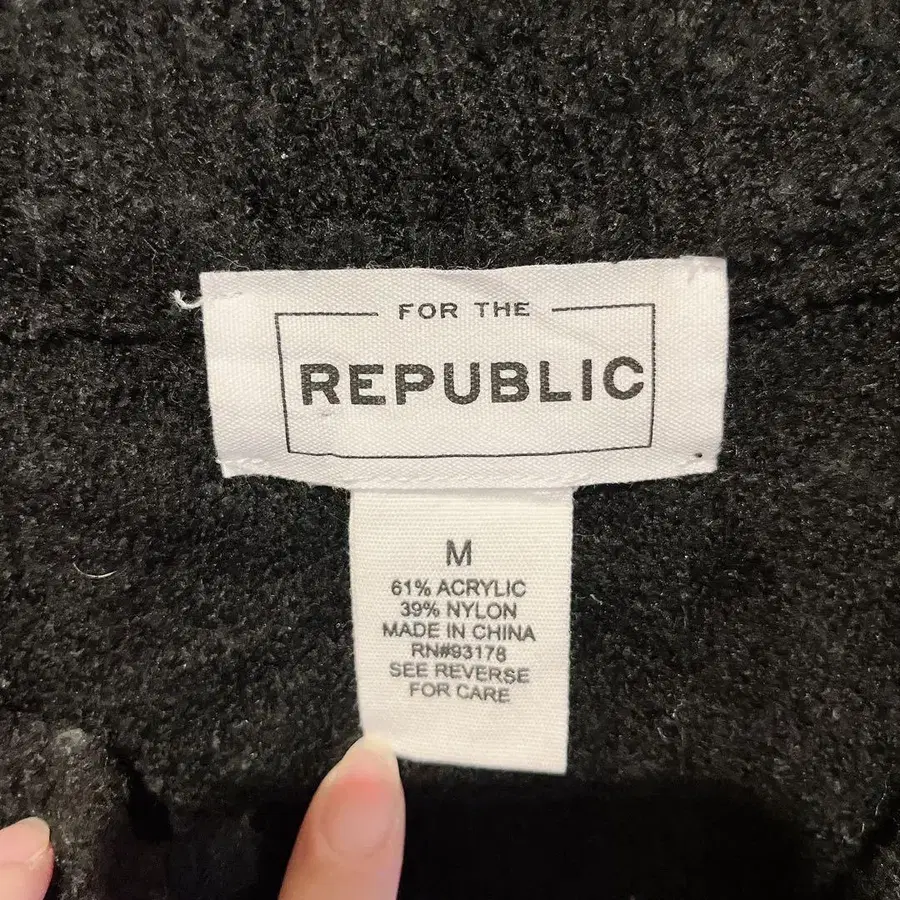 FOR THE
REPUBLIC
M
61% ACRYLIC
39% NYLON
MADE IN CHINA
RN#93178
SEE REVERSE
FOR CARE